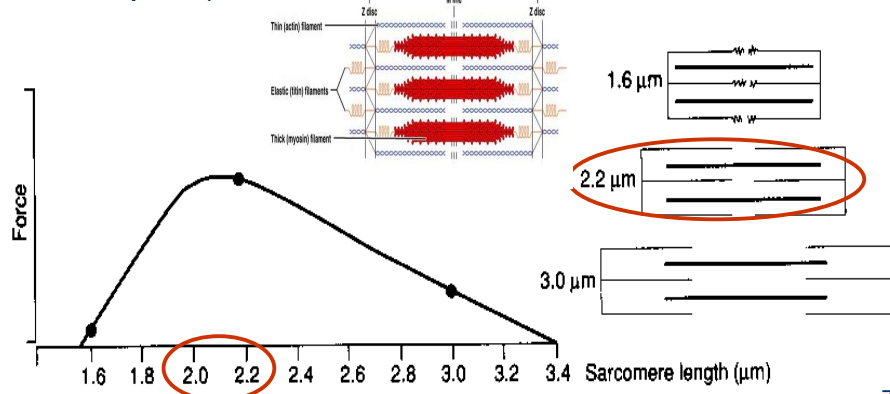 Z disc
Z disc
Thin (actin) filament
Elastic (titin) filaments
Thick (myosin) filament
1.6 μm
2.2 μm
3.0 μm
Force
1.6 1.8 2.0 2.2 2.4 2.6 2.8 3.0 3.2 3.4 Sarcomere length (μm)